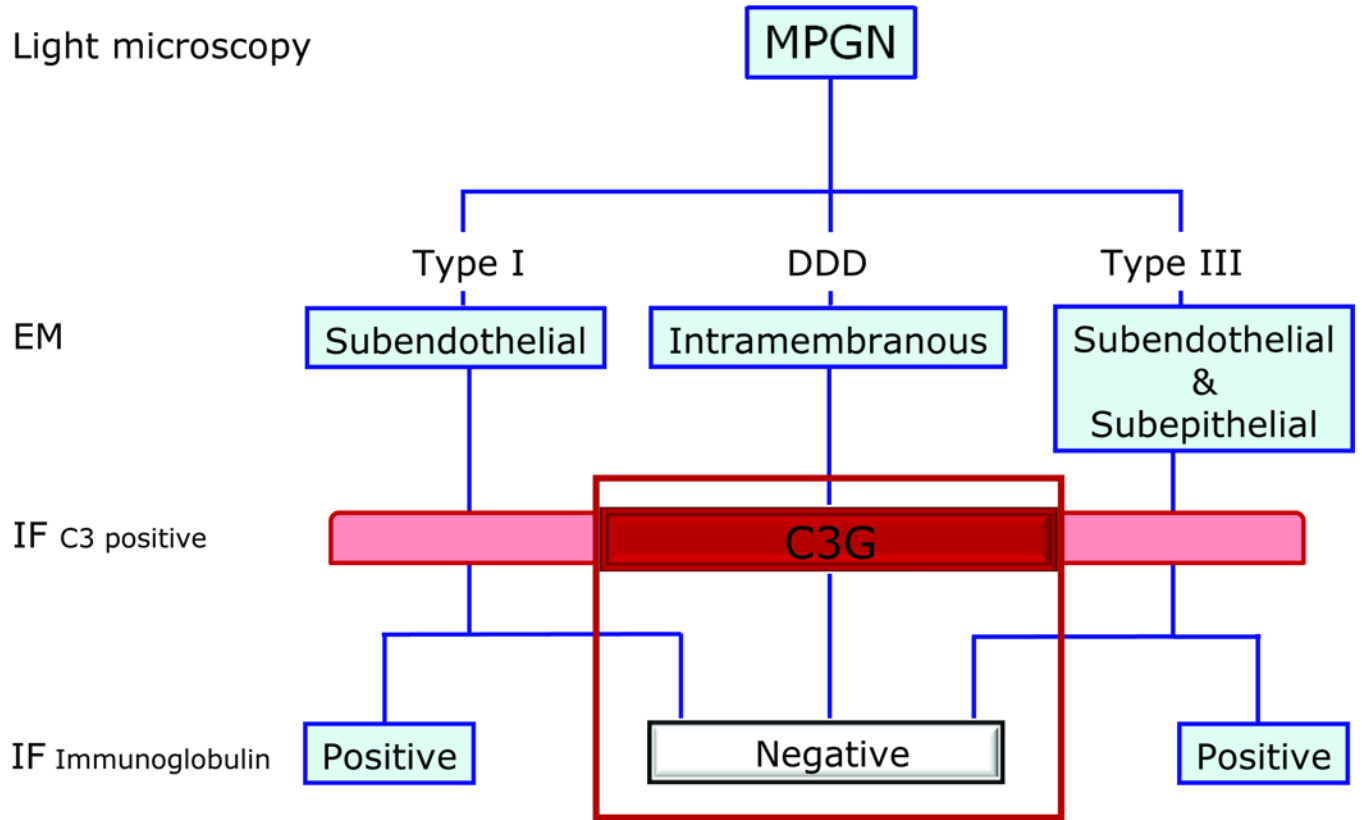 Light microscopy
MPGN
Type I
DDD
Type III
EM
Subendothelial
Intramembranous
Subendothelial
&
Subepithelial
IF C3 positive
C3G
IF Immunoglobulin
Positive
Negative
Positive